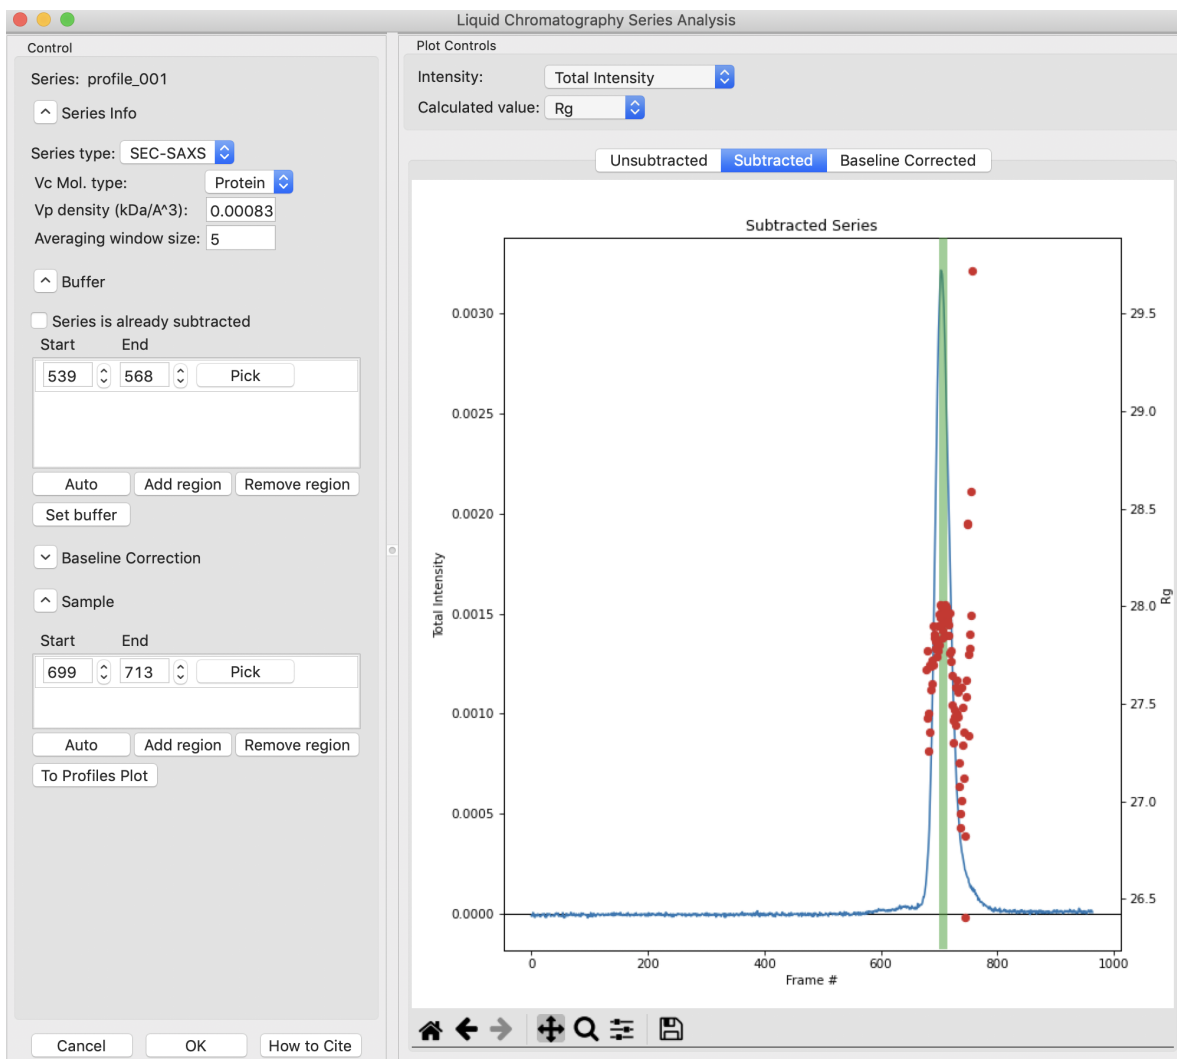 Liquid Chromatography Series Analysis
Control
Series: profile_001
Series Info
Series type: SEC-SAXS
Vc Mol. type: Protein
Vp density (kDa/A^3): 0.00083
Averaging window size: 5
Buffer
Series is already subtracted
Start End
539 568 Pick
Auto Add region Remove region
Set buffer
Baseline Correction
Sample
Start End
699 713 Pick
Auto Add region Remove region
To Profiles Plot
Cancel OK How to Cite
Plot Controls
Intensity: Total Intensity
Calculated value: Rg
Unsubtracted Subtracted Baseline Corrected
Subtracted Series
Total Intensity
0.0030
0.0025
0.0020
0.0015
0.0010
0.0005
0.0000
29.5
29.0
28.5
28.0
27.5
27.0
26.5
Rg
0 200 400 600 800 1000
Frame #